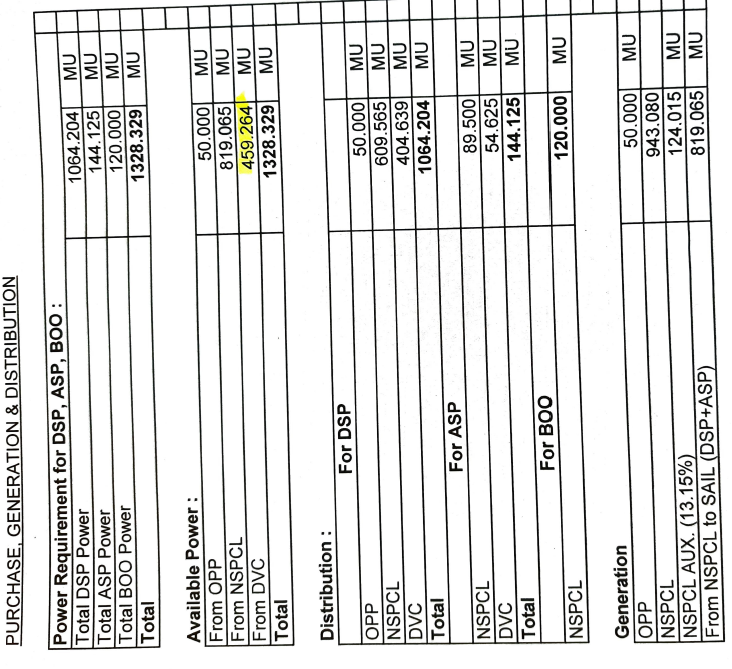 PURCHASE, GENERATION & DISTRIBUTION
Power Requirement for DSP, ASP, BOO :
Total DSP Power 1064.204 MU
Total ASP Power 144.125 MU
Total BOO Power 120.000 MU
Total 1328.329 MU
Available Power :
From OPP 50.000 MU
From NSPCL 819.065 MU
From DVC 459.264 MU
Total 1328.329 MU
Distribution :
For DSP
OPP 50.000 MU
NSPCL 609.565 MU
DVC 404.639 MU
Total 1064.204 MU
For ASP
NSPCL 89.500 MU
DVC 54.625 MU
Total 144.125 MU
For BOO
NSPCL 120.000 MU
Generation
OPP 50.000 MU
NSPCL 943.080 MU
NSPCL AUX. (13.15%) 124.015 MU
From NSPCL to SAIL (DSP+ASP) 819.065 MU